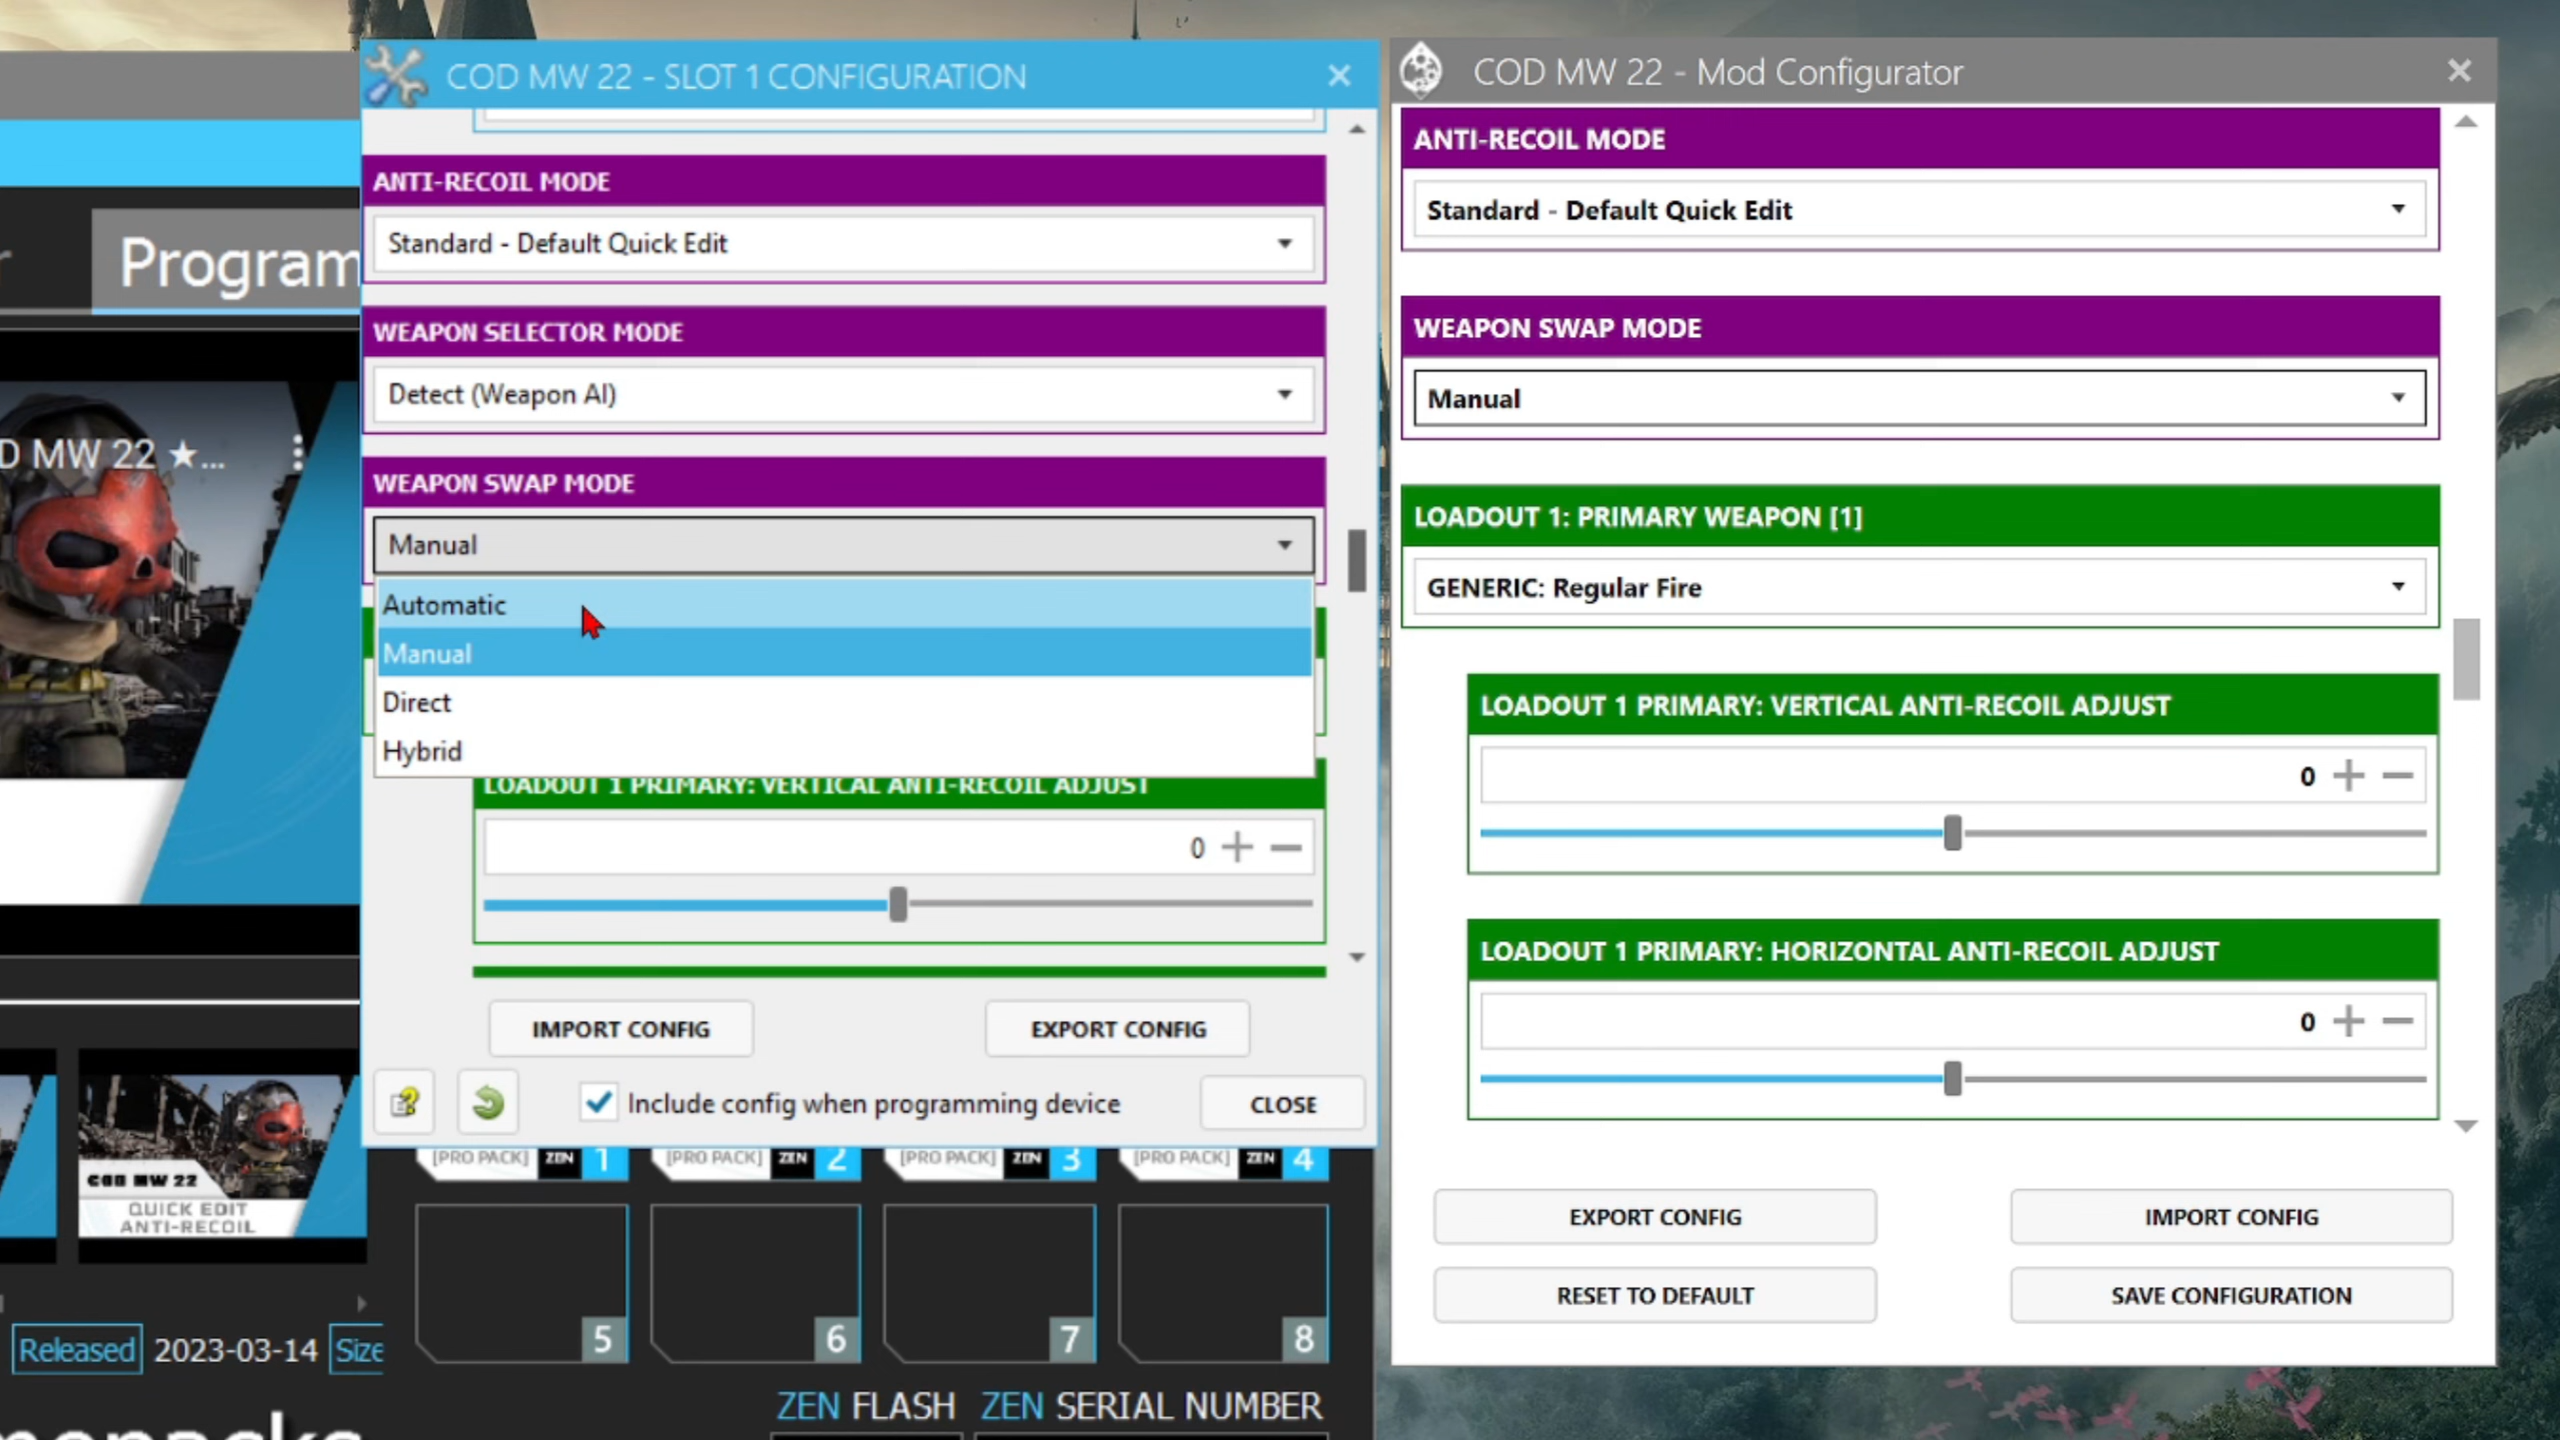 COD MW 22 - SLOT 1 CONFIGURATION
ANTI-RECOIL MODE
Standard - Default Quick Edit
WEAPON SELECTOR MODE
Detect (Weapon AI)
WEAPON SWAP MODE
Manual
Automatic
Manual
Direct
Hybrid
LOADOUT 1 PRIMARY: VERTICAL ANTI-RECOIL ADJUST
0
IMPORT CONFIG
EXPORT CONFIG
Include config when programming device
CLOSE
COD MW 22 - Mod Configurator
ANTI-RECOIL MODE
Standard - Default Quick Edit
WEAPON SWAP MODE
Manual
LOADOUT 1: PRIMARY WEAPON [1]
GENERIC: Regular Fire
LOADOUT 1 PRIMARY: VERTICAL ANTI-RECOIL ADJUST
0
LOADOUT 1 PRIMARY: HORIZONTAL ANTI-RECOIL ADJUST
0
EXPORT CONFIG
IMPORT CONFIG
RESET TO DEFAULT
SAVE CONFIGURATION
Program
D MW 22 ★...
COD MW 22
QUICK EDIT
ANTI-RECOIL
Released 2023-03-14 Size
[PRO PACK] ZEN 1
[PRO PACK] ZEN 2
[PRO PACK] ZEN 3
[PRO PACK] ZEN 4
5
6
7
8
ZEN FLASH
ZEN SERIAL NUMBER